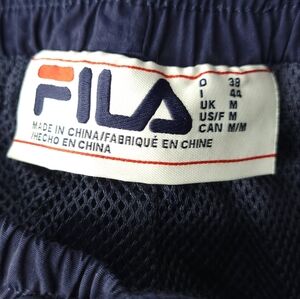 FILA
D 38
I 44
UK M
US/F M
CAN M/M
MADE IN CHINA/FABRIQUÉ EN CHINE
/HECHO EN CHINA